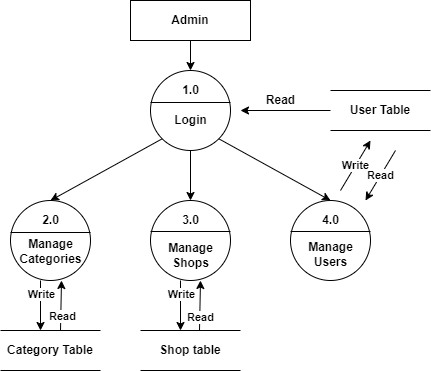 Admin
1.0
Login
Read
User Table
Write
Read
2.0
Manage
Categories
3.0
Manage
Shops
4.0
Manage
Users
Write
Read
Write
Read
Category Table
Shop table